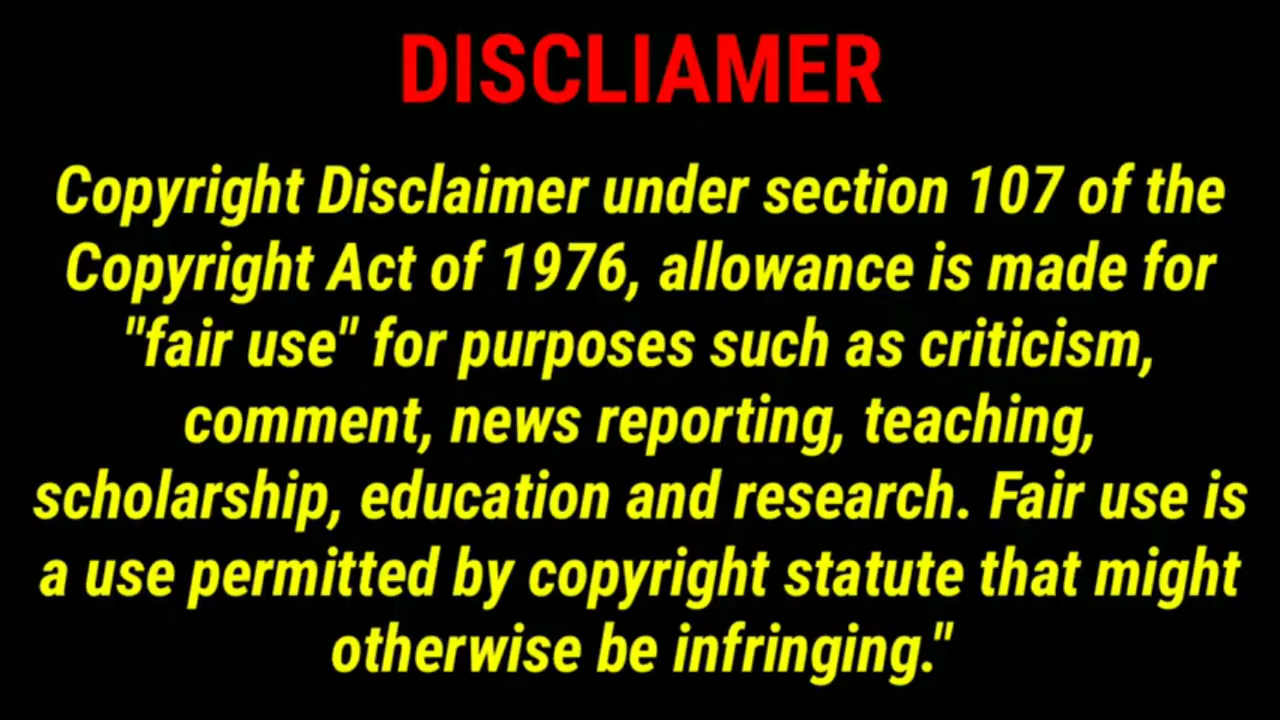 DISCLIAMER
Copyright Disclaimer under section 107 of the
Copyright Act of 1976, allowance is made for
"fair use" for purposes such as criticism,
comment, news reporting, teaching,
scholarship, education and research. Fair use is
a use permitted by copyright statute that might
otherwise be infringing."